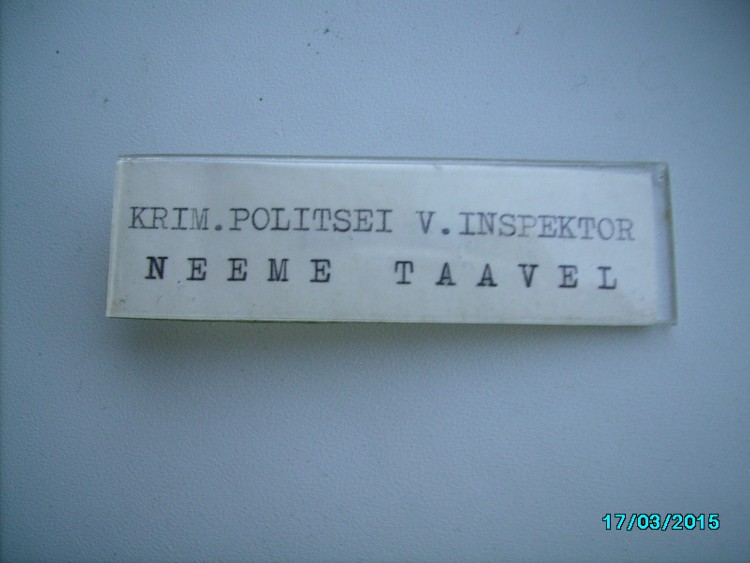 KRIM.POLITSEI V.INSPEKTOR
NEEME TAAVEL
17/03/2015